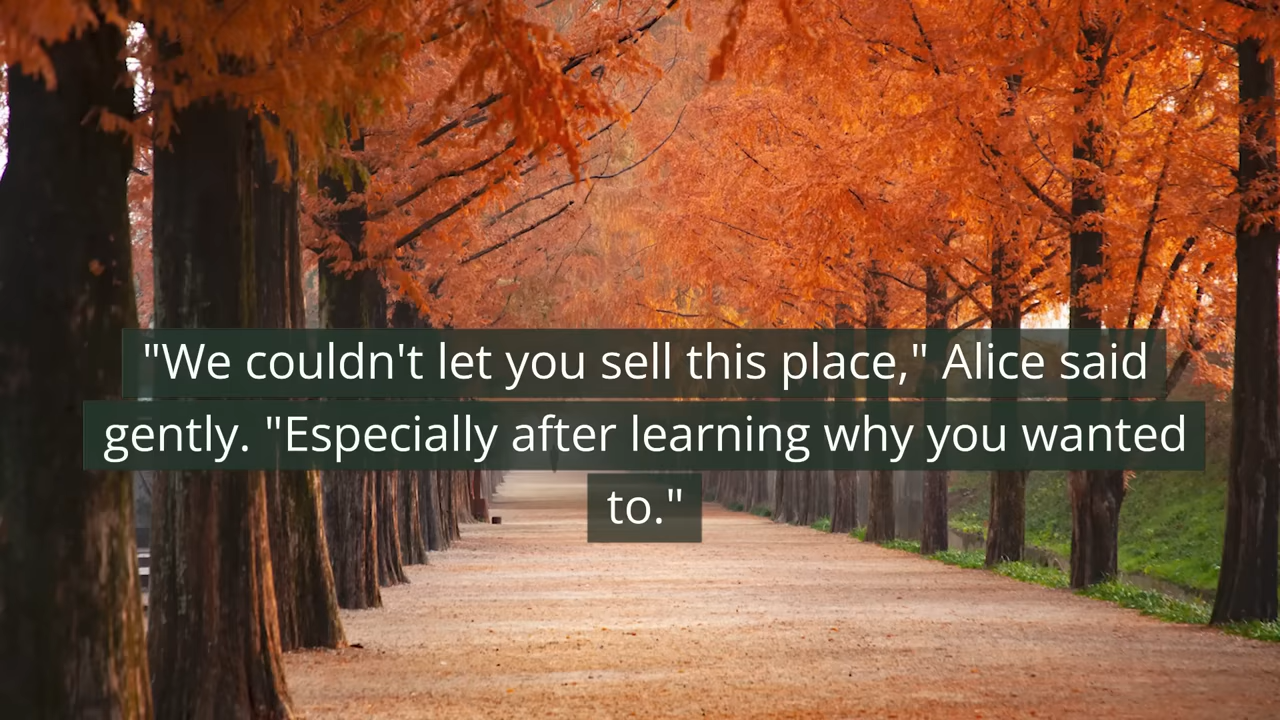 "We couldn't let you sell this place," Alice said
gently. "Especially after learning why you wanted
to."